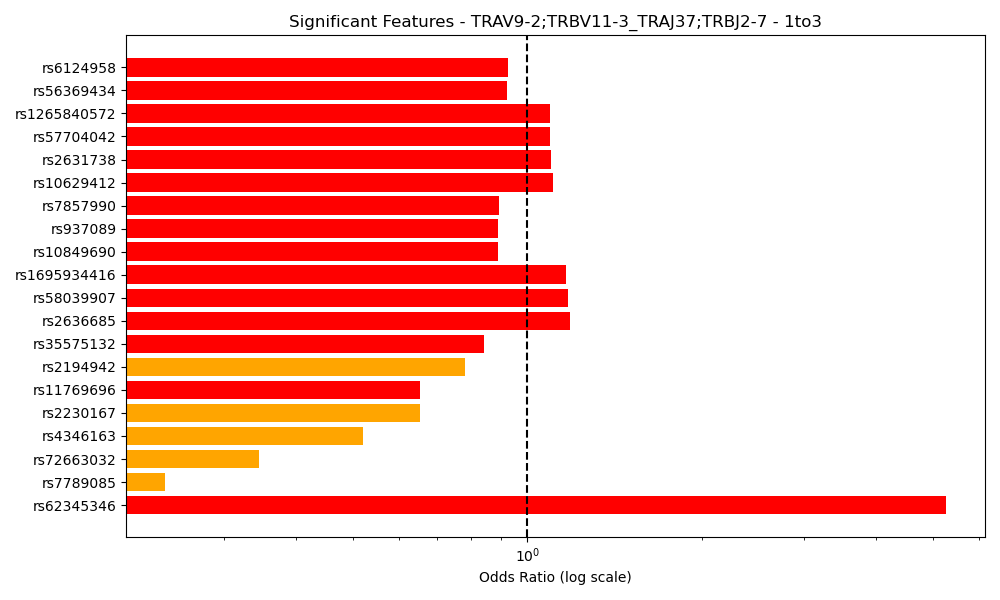 Significant Features - TRAV9-2;TRBV11-3_TRAJ37;TRBJ2-7 - 1to3
rs6124958
rs56369434
rs1265840572
rs57704042
rs2631738
rs10629412
rs7857990
rs937089
rs10849690
rs1695934416
rs58039907
rs2636685
rs35575132
rs2194942
rs11769696
rs2230167
rs4346163
rs72663032
rs7789085
rs62345346
10⁰
Odds Ratio (log scale)